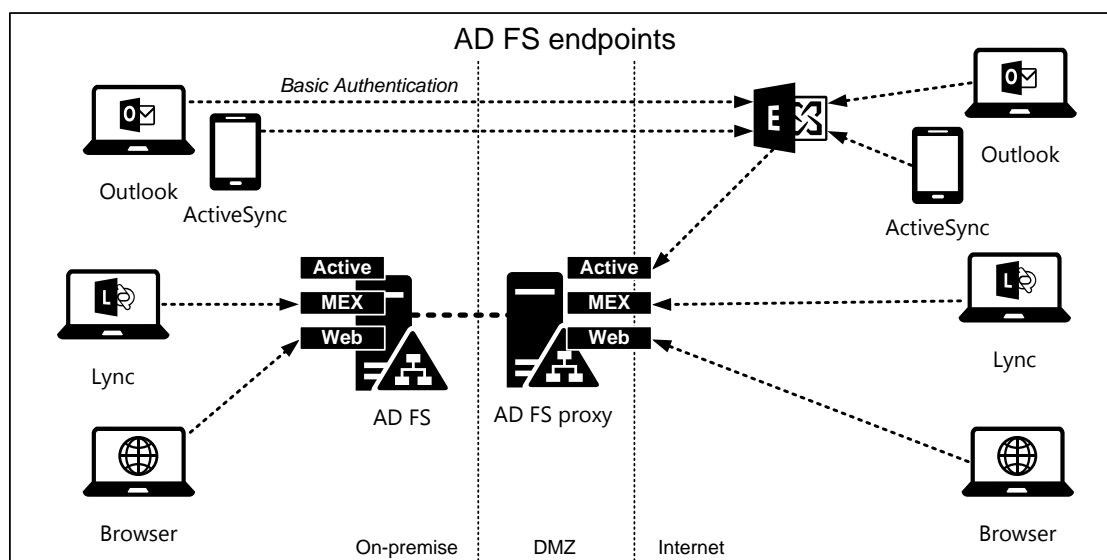 AD FS endpoints
Basic Authentication
O
Outlook
ActiveSync
E
O
Outlook
ActiveSync
Active
MEX
Web
AD FS
Active
MEX
Web
AD FS proxy
L
Lync
L
Lync
Browser
Browser
On-premise
DMZ
Internet